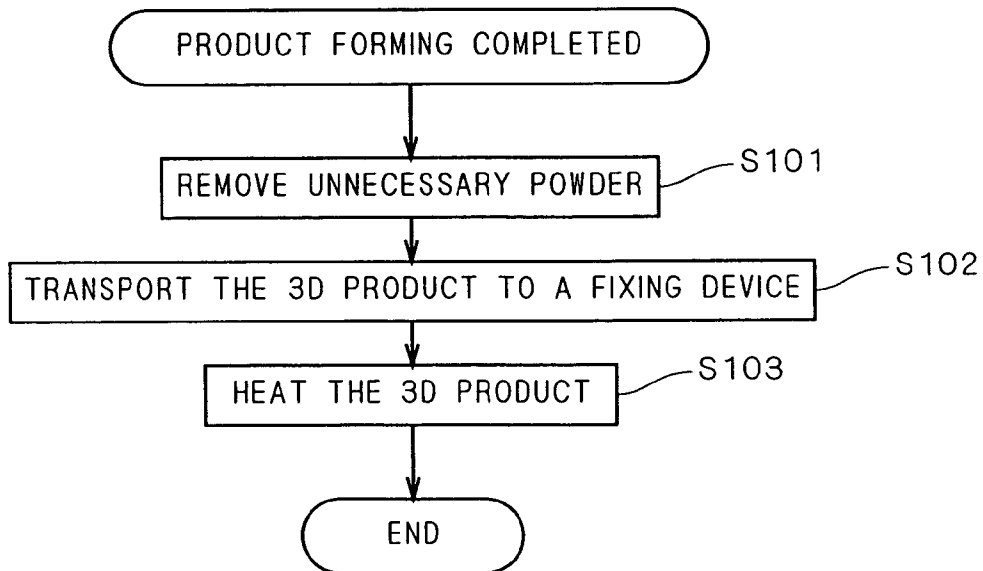 PRODUCT FORMING COMPLETED
REMOVE UNNECESSARY POWDER
S101
TRANSPORT THE 3D PRODUCT TO A FIXING DEVICE
S102
HEAT THE 3D PRODUCT
S103
END